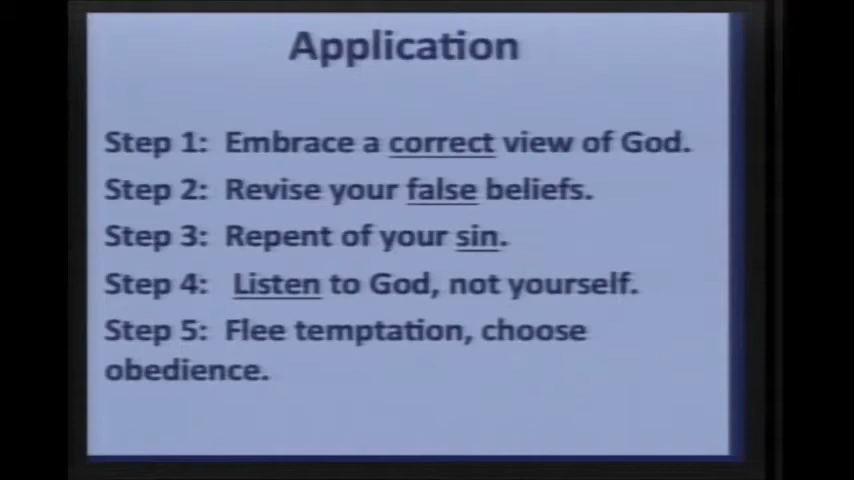 Application
Step 1: Embrace a correct view of God.
Step 2: Revise your false beliefs.
Step 3: Repent of your sin.
Step 4: Listen to God, not yourself.
Step 5: Flee temptation, choose
obedience.